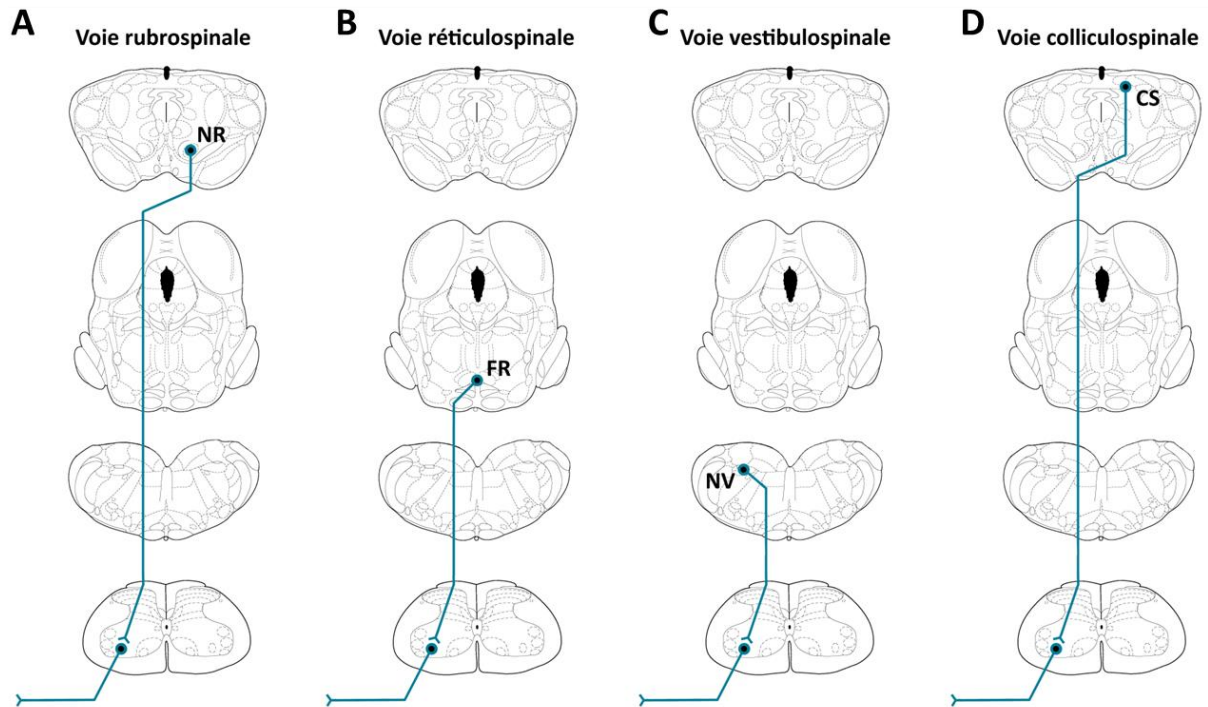 A
Voie rubrospinale
NR
B
Voie réticulospinale
FR
C
Voie vestibulospinale
NV
D
Voie colliculospinale
CS